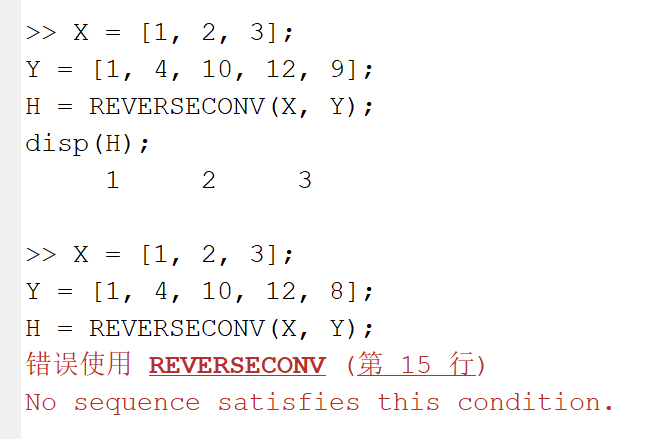 >> X = [1, 2, 3];
Y = [1, 4, 10, 12, 9];
H = REVERSECONV(X, Y);
disp(H);
     1     2     3
>> X = [1, 2, 3];
Y = [1, 4, 10, 12, 8];
H = REVERSECONV(X, Y);
错误使用 REVERSECONV (第 15 行)
No sequence satisfies this condition.